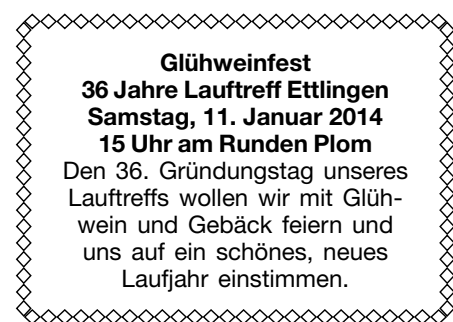 Glühweinfest
36 Jahre Lauftreff Ettlingen
Samstag, 11. Januar 2014
15 Uhr am Runden Plom
Den 36. Gründungstag unseres
Lauftreffs wollen wir mit Glüh-
wein und Gebäck feiern und
uns auf ein schönes, neues
Laufjahr einstimmen.